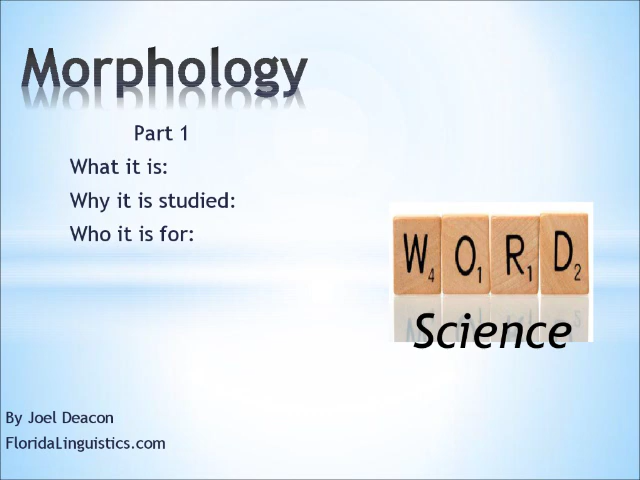 Morphology
Part 1
What it is:
Why it is studied:
Who it is for:
W4 O1 R1 D2
Science
By Joel Deacon
FloridaLinguistics.com